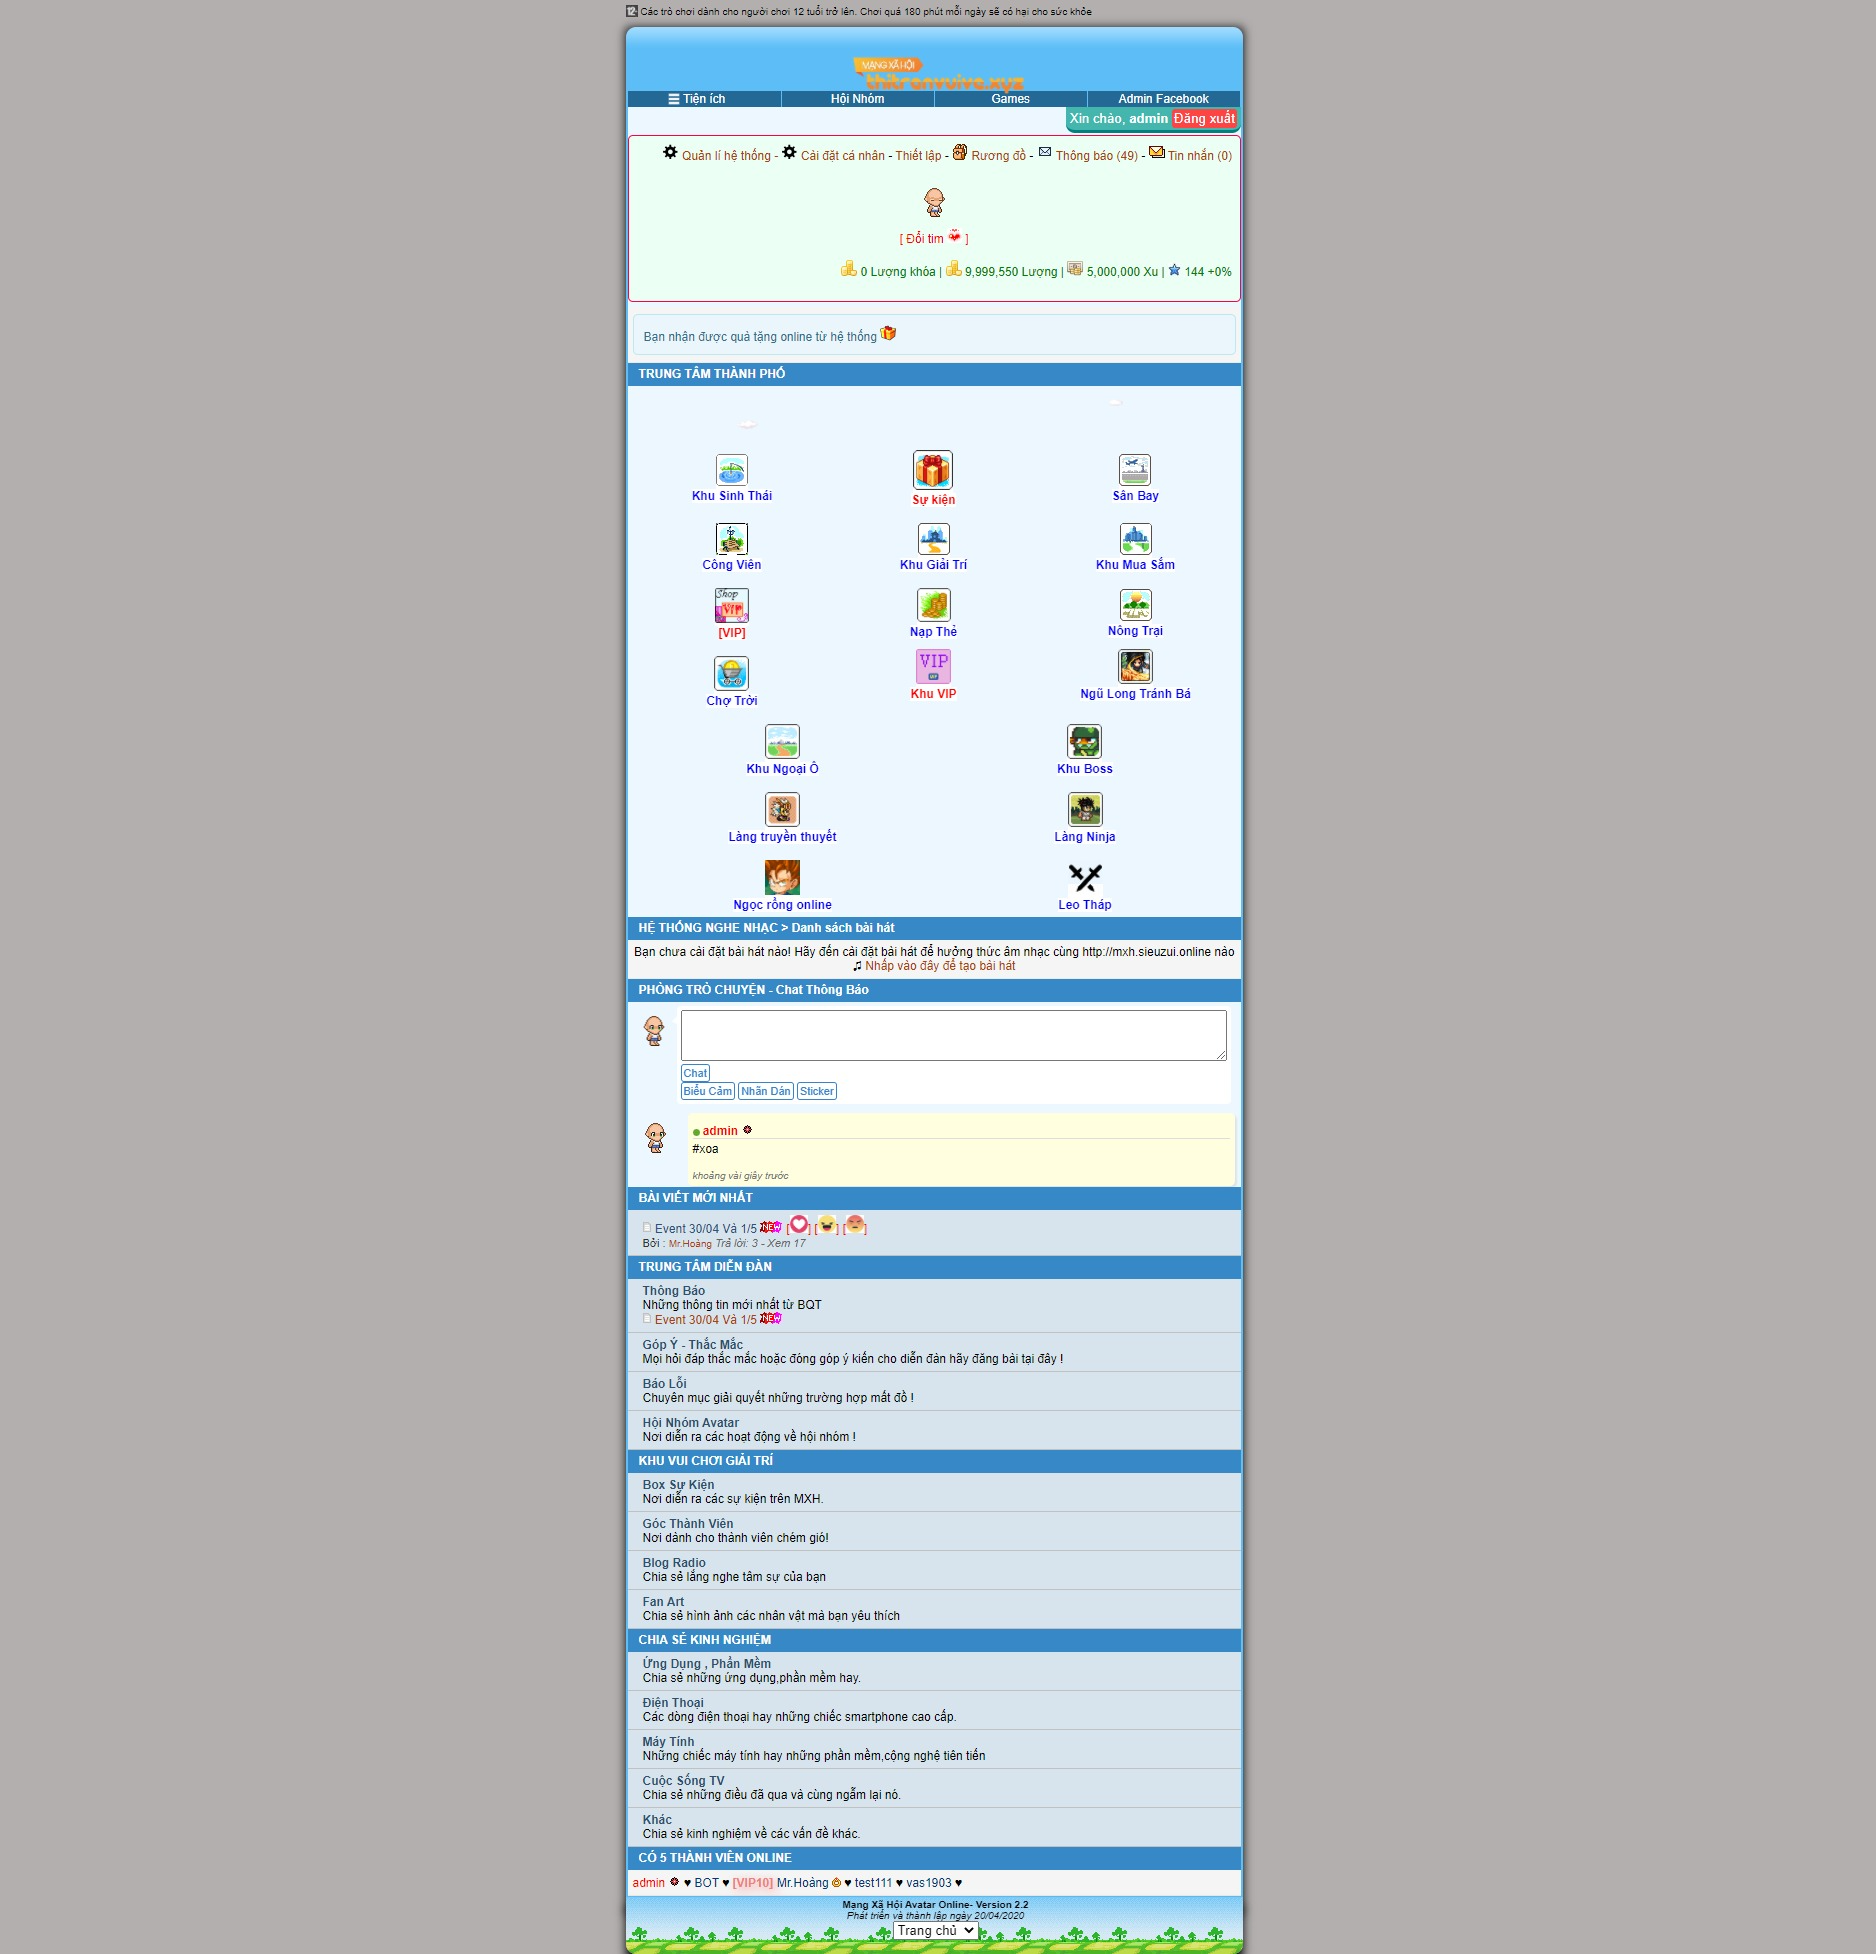 12 Các trò chơi dành cho người chơi 12 tuổi trở lên. Chơi quá 180 phút mỗi ngày sẽ có hại cho sức khỏe
MẠNG XÃ HỘI
thitranvuive.xyz
Tiện ích Hội Nhóm Games Admin Facebook
Xin chào, admin Đăng xuất
Quản lí hệ thống - Cài đặt cá nhân - Thiết lập - Rương đồ - Thông báo (49) - Tin nhắn (0)
[ Đổi tim ]
0 Lượng khóa | 9,999,550 Lượng | 5,000,000 Xu | 144 +0%
Bạn nhận được quà tặng online từ hệ thống
TRUNG TÂM THÀNH PHỐ
Khu Sinh Thái Sự kiện Sân Bay
Công Viên Khu Giải Trí Khu Mua Sắm
Shop VIP VIP
[VIP] Nạp Thẻ Nông Trại
Chợ Trời Khu VIP Ngũ Long Tránh Bá
Khu Ngoại Ô Khu Boss
Làng truyền thuyết Làng Ninja
Ngọc rồng online Leo Tháp
HỆ THỐNG NGHE NHẠC > Danh sách bài hát
Bạn chưa cài đặt bài hát nào! Hãy đến cài đặt bài hát để hưởng thức âm nhạc cùng http://mxh.sieuzui.online nào
♫ Nhấp vào đây để tạo bài hát
PHÒNG TRÒ CHUYỆN - Chat Thông Báo
Chat
Biểu Cảm Nhãn Dán Sticker
admin
#xoa
khoảng vài giây trước
BÀI VIẾT MỚI NHẤT
Event 30/04 Và 1/5 NEW [ ] [ ] [ ]
Bởi : Mr.Hoàng Trả lời: 3 - Xem 17
TRUNG TÂM DIỄN ĐÀN
Thông Báo
Những thông tin mới nhất từ BQT
Event 30/04 Và 1/5 NEW
Góp Ý - Thắc Mắc
Mọi hỏi đáp thắc mắc hoặc đóng góp ý kiến cho diễn đàn hãy đăng bài tại đây !
Báo Lỗi
Chuyên mục giải quyết những trường hợp mất đồ !
Hội Nhóm Avatar
Nơi diễn ra các hoạt động về hội nhóm !
KHU VUI CHƠI GIẢI TRÍ
Box Sự Kiện
Nơi diễn ra các sự kiện trên MXH.
Góc Thành Viên
Nơi dành cho thành viên chém gió!
Blog Radio
Chia sẻ lắng nghe tâm sự của bạn
Fan Art
Chia sẻ hình ảnh các nhân vật mà bạn yêu thích
CHIA SẺ KINH NGHIỆM
Ứng Dụng , Phần Mềm
Chia sẻ những ứng dụng,phần mềm hay.
Điện Thoại
Các dòng điện thoại hay những chiếc smartphone cao cấp.
Máy Tính
Những chiếc máy tính hay những phần mềm,cộng nghệ tiên tiến
Cuộc Sống TV
Chia sẻ những điều đã qua và cùng ngẫm lại nó.
Khác
Chia sẻ kinh nghiệm về các vấn đề khác.
CÓ 5 THÀNH VIÊN ONLINE
admin ♥ BOT ♥ [VIP10] Mr.Hoàng ♥ test111 ♥ vas1903 ♥
Mạng Xã Hội Avatar Online- Version 2.2
Phát triển và thành lập ngày 20/04/2020
Trang chủ